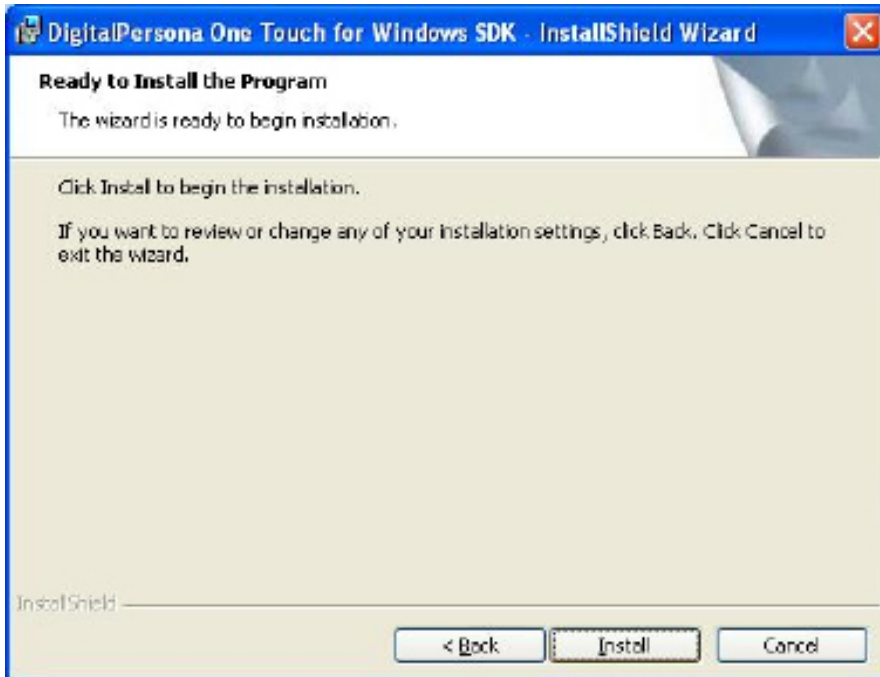 DigitalPersona One Touch for Windows SDK - InstallShield Wizard
Ready to Install the Program
The wizard is ready to begin installation.
Click Install to begin the installation.
If you want to review or change any of your installation settings, click Back. Click Cancel to
exit the wizard.
InstallShield
< Back
Install
Cancel